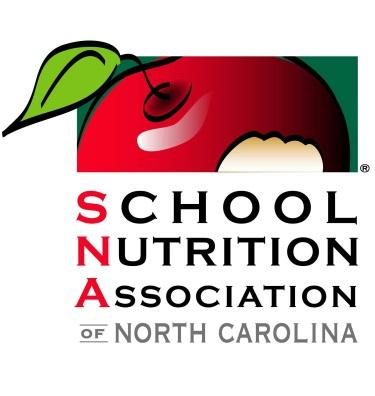 ®
SCHOOL
NUTRITION
ASSOCIATION
OF NORTH CAROLINA